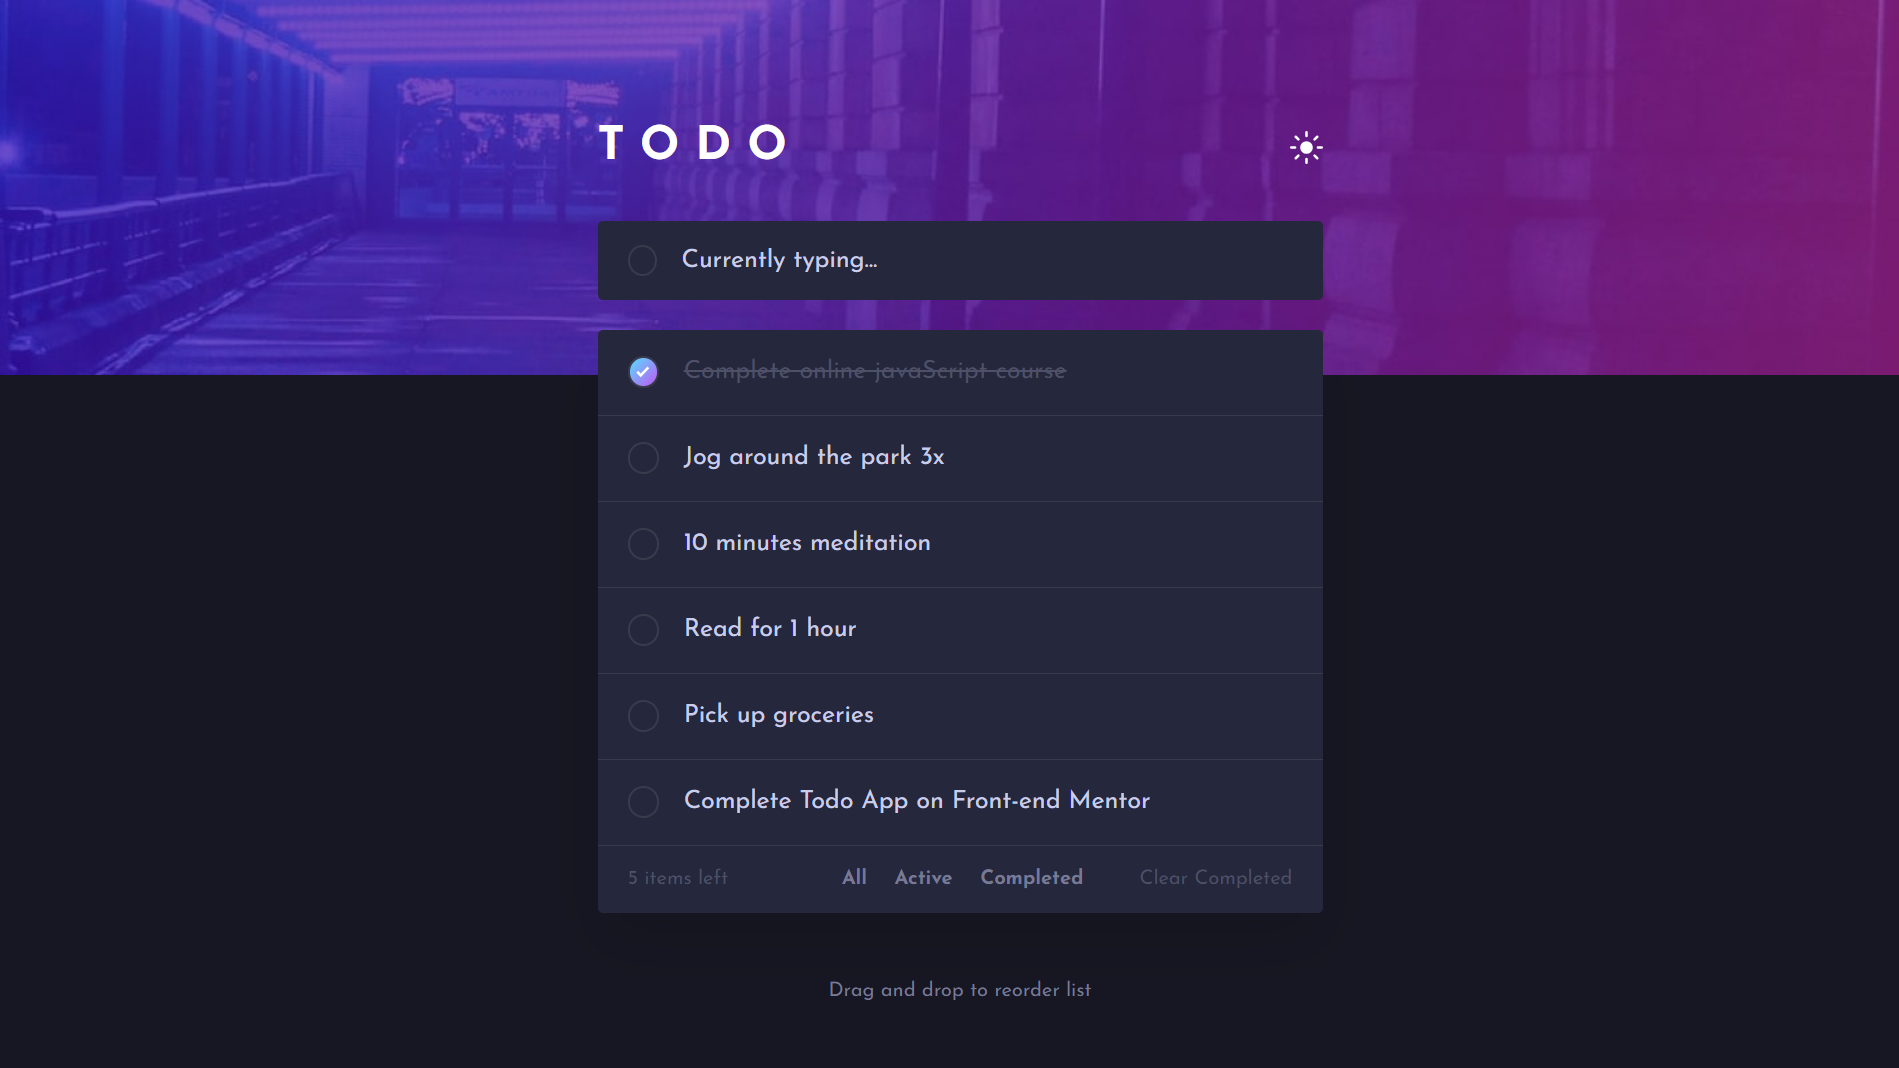 TODO
Currently typing...
Complete online javaScript course
Jog around the park 3x
10 minutes meditation
Read for 1 hour
Pick up groceries
Complete Todo App on Front-end Mentor
5 items left All Active Completed Clear Completed
Drag and drop to reorder list